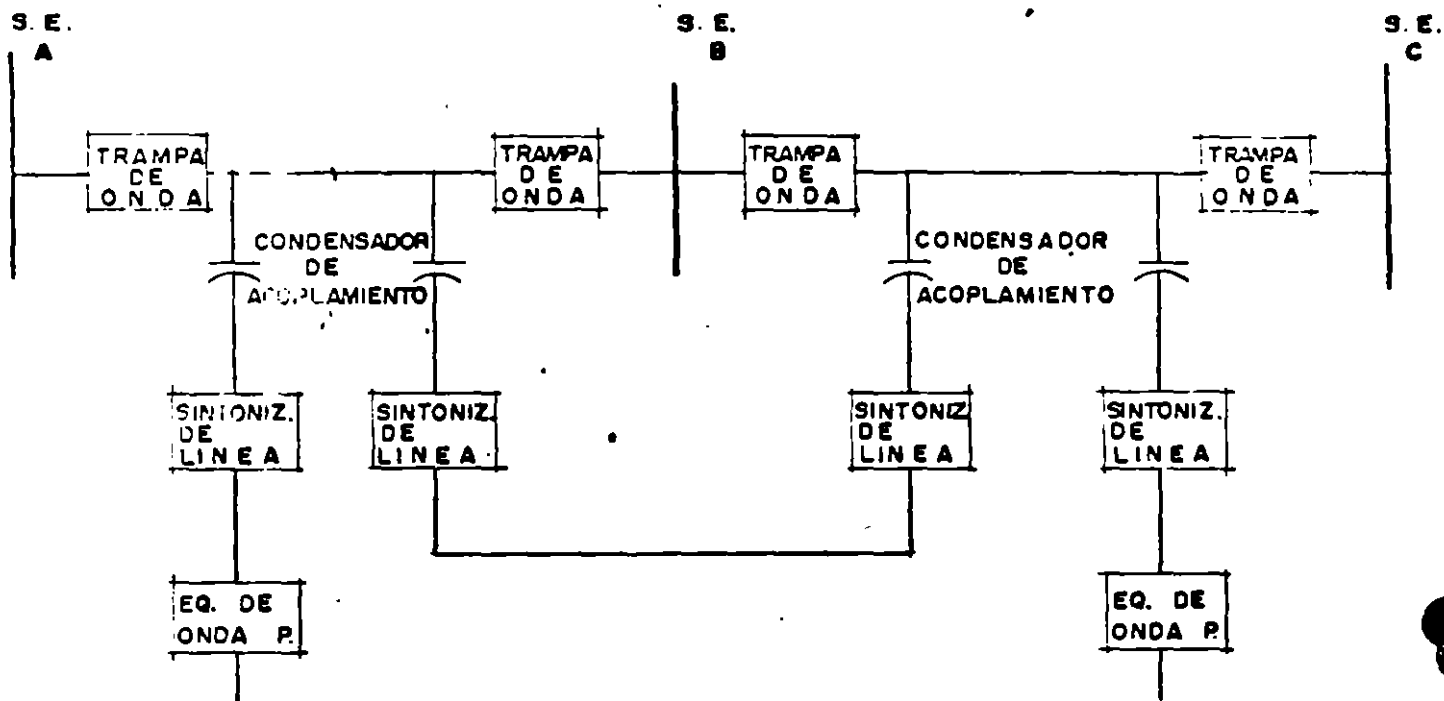 S. E.
A
S. E.
B
S. E.
C
TRAMPA
DE
ONDA
TRAMPA
DE
ONDA
TRAMPA
DE
ONDA
TRAMPA
DE
ONDA
CONDENSADOR
DE
ACOPLAMIENTO
CONDENSADOR
DE
ACOPLAMIENTO
SINTONIZ.
DE
LINEA
SINTONIZ.
DE
LINEA
SINTONIZ
DE
LINEA
SINTONIZ.
DE
LINEA
EQ. DE
ONDA P.
EQ. DE
ONDA P.